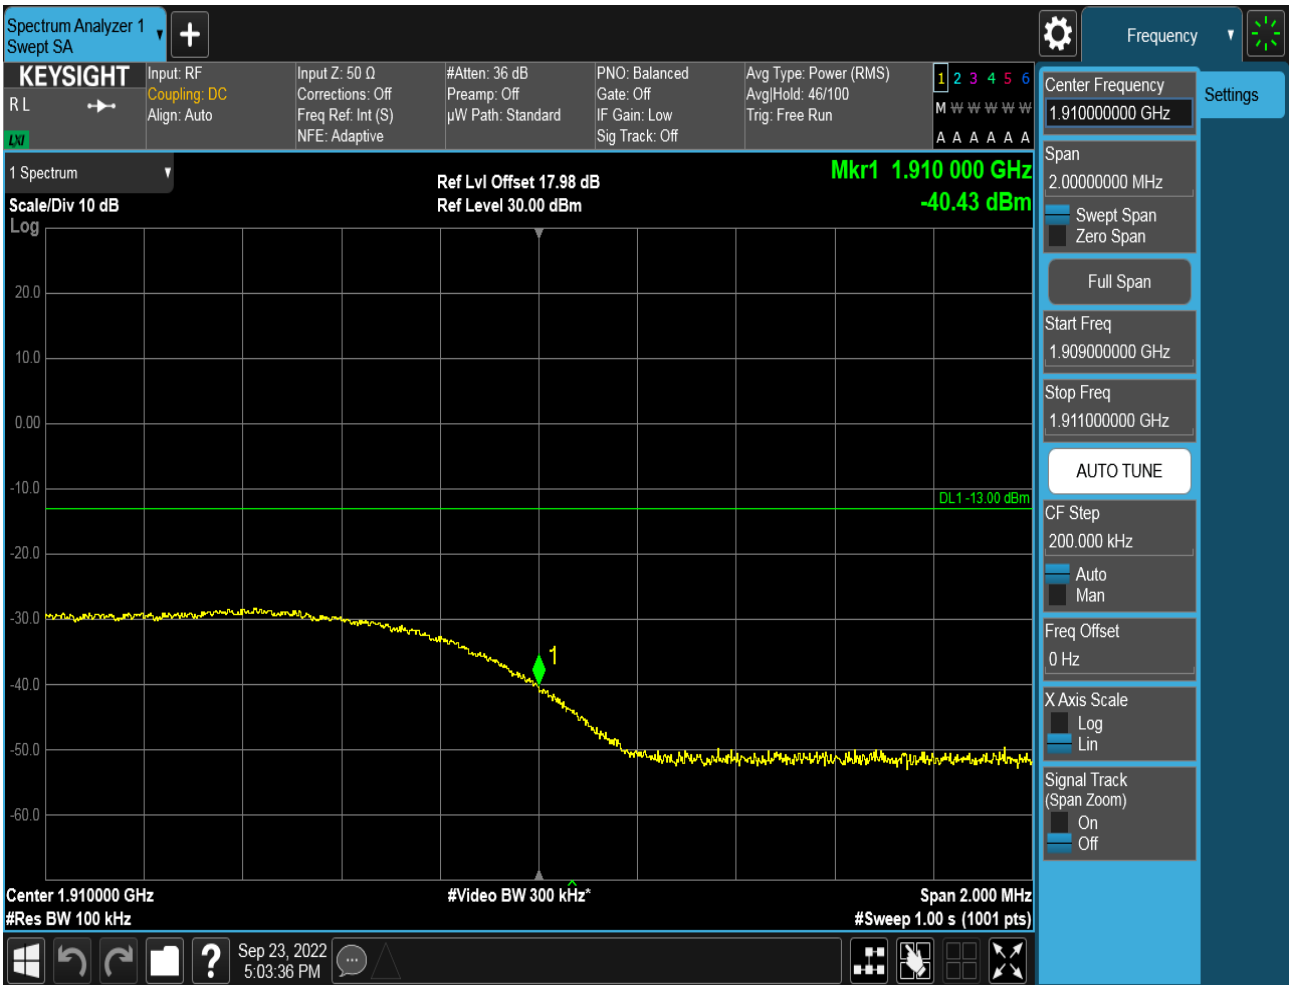 Spectrum Analyzer 1
Swept SA
Frequency
KEYSIGHT
R L
LXI
Input: RF
Coupling: DC
Align: Auto
Input Z: 50 Ω
Corrections: Off
Freq Ref: Int (S)
NFE: Adaptive
#Atten: 36 dB
Preamp: Off
µW Path: Standard
PNO: Balanced
Gate: Off
IF Gain: Low
Sig Track: Off
Avg Type: Power (RMS)
Avg|Hold: 46/100
Trig: Free Run
1 2 3 4 5 6
M W W W W W
A A A A A A
1 Spectrum
Scale/Div 10 dB
Log
Ref Lvl Offset 17.98 dB
Ref Level 30.00 dBm
Mkr1 1.910 000 GHz
-40.43 dBm
20.0
10.0
0.00
-10.0
DL1 -13.00 dBm
-20.0
-30.0
1
-40.0
-50.0
-60.0
Center 1.910000 GHz
#Res BW 100 kHz
#Video BW 300 kHz*
Span 2.000 MHz
#Sweep 1.00 s (1001 pts)
Center Frequency
1.910000000 GHz
Settings
Span
2.00000000 MHz
Swept Span
Zero Span
Full Span
Start Freq
1.909000000 GHz
Stop Freq
1.911000000 GHz
AUTO TUNE
CF Step
200.000 kHz
Auto
Man
Freq Offset
0 Hz
X Axis Scale
Log
Lin
Signal Track
(Span Zoom)
On
Off
?
Sep 23, 2022
5:03:36 PM